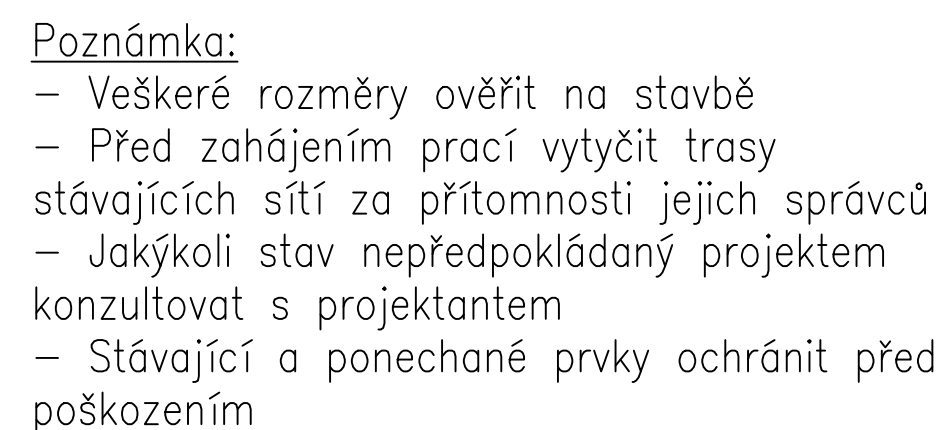 Poznámka:
– Veškeré rozměry ověřit na stavbě
– Před zahájením prací vytyčit trasy
stávajících sítí za přítomnosti jejich správců
– Jakýkoli stav nepředpokládaný projektem
konzultovat s projektantem
– Stávající a ponechané prvky ochránit před
poškozením